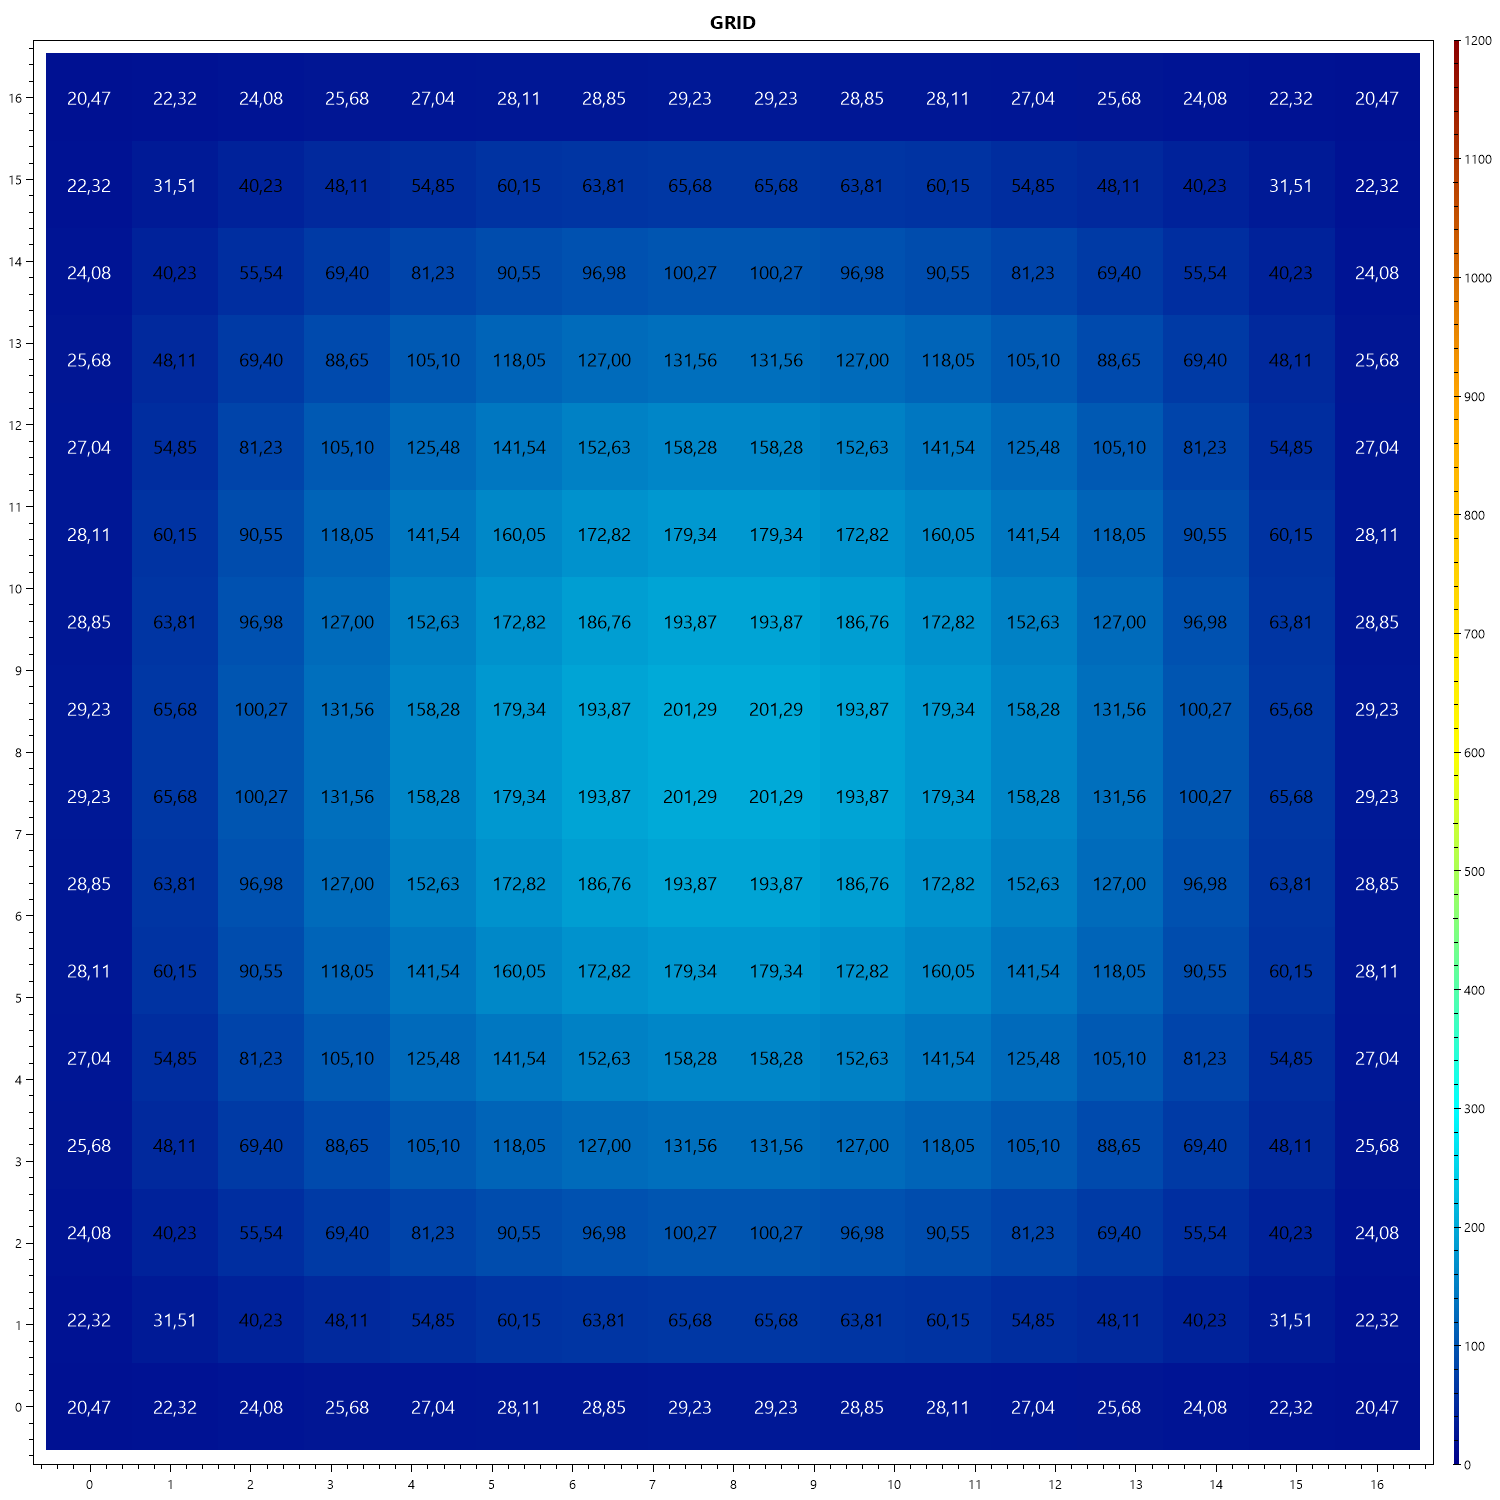 GRID
1200
16 20,47 22,32 24,08 25,68 27,04 28,11 28,85 29,23 29,23 28,85 28,11 27,04 25,68 24,08 22,32 20,47
1100
15 22,32 31,51 40,23 48,11 54,85 60,15 63,81 65,68 65,68 63,81 60,15 54,85 48,11 40,23 31,51 22,32
14 24,08 40,23 55,54 69,40 81,23 90,55 96,98 100,27 100,27 96,98 90,55 81,23 69,40 55,54 40,23 24,08
1000
13 25,68 48,11 69,40 88,65 105,10 118,05 127,00 131,56 131,56 127,00 118,05 105,10 88,65 69,40 48,11 25,68
900
12 27,04 54,85 81,23 105,10 125,48 141,54 152,63 158,28 158,28 152,63 141,54 125,48 105,10 81,23 54,85 27,04
11 28,11 60,15 90,55 118,05 141,54 160,05 172,82 179,34 179,34 172,82 160,05 141,54 118,05 90,55 60,15 28,11
800
10 28,85 63,81 96,98 127,00 152,63 172,82 186,76 193,87 193,87 186,76 172,82 152,63 127,00 96,98 63,81 28,85
700
9 29,23 65,68 100,27 131,56 158,28 179,34 193,87 201,29 201,29 193,87 179,34 158,28 131,56 100,27 65,68 29,23
8
600
29,23 65,68 100,27 131,56 158,28 179,34 193,87 201,29 201,29 193,87 179,34 158,28 131,56 100,27 65,68 29,23
7
500
28,85 63,81 96,98 127,00 152,63 172,82 186,76 193,87 193,87 186,76 172,82 152,63 127,00 96,98 63,81 28,85
6
28,11 60,15 90,55 118,05 141,54 160,05 172,82 179,34 179,34 172,82 160,05 141,54 118,05 90,55 60,15 28,11
400
5
27,04 54,85 81,23 105,10 125,48 141,54 152,63 158,28 158,28 152,63 141,54 125,48 105,10 81,23 54,85 27,04
4
300
25,68 48,11 69,40 88,65 105,10 118,05 127,00 131,56 131,56 127,00 118,05 105,10 88,65 69,40 48,11 25,68
3
200
24,08 40,23 55,54 69,40 81,23 90,55 96,98 100,27 100,27 96,98 90,55 81,23 69,40 55,54 40,23 24,08
2
22,32 31,51 40,23 48,11 54,85 60,15 63,81 65,68 65,68 63,81 60,15 54,85 48,11 40,23 31,51 22,32
1
100
0 20,47 22,32 24,08 25,68 27,04 28,11 28,85 29,23 29,23 28,85 28,11 27,04 25,68 24,08 22,32 20,47
0
0 1 2 3 4 5 6 7 8 9 10 11 12 13 14 15 16